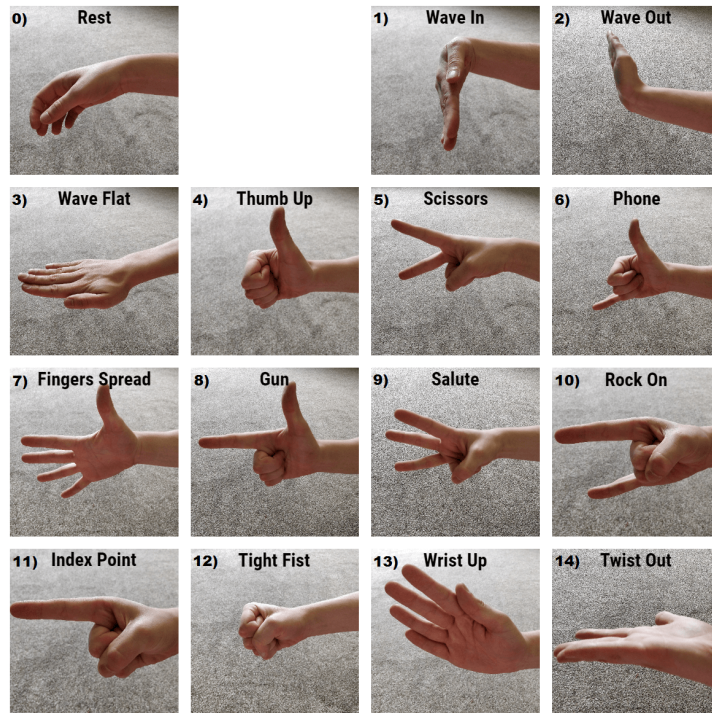 0) Rest
1) Wave In
2) Wave Out
3) Wave Flat
4) Thumb Up
5) Scissors
6) Phone
7) Fingers Spread
8) Gun
9) Salute
10) Rock On
11) Index Point
12) Tight Fist
13) Wrist Up
14) Twist Out